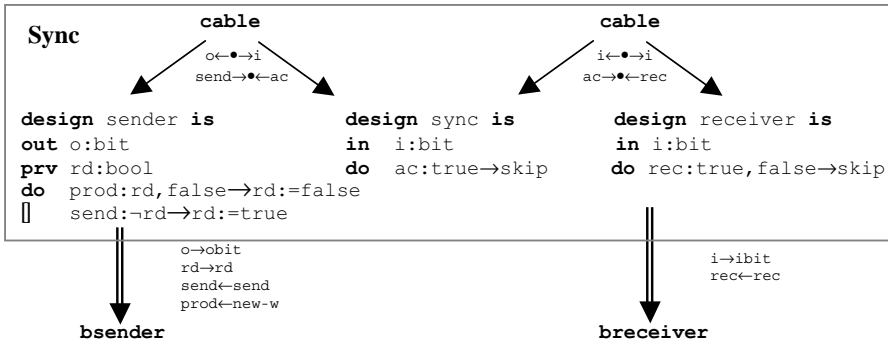 Sync
cable
cable
o←•→i
send→•←ac
i←•→i
ac→•←rec
design sender is
out o:bit
prv rd:bool
do prod:rd,false→rd:=false
[] send:¬rd→rd:=true
design sync is
in i:bit
do ac:true→skip
design receiver is
in i:bit
do rec:true,false→skip
o→obit
rd→rd
send←send
prod←new-w
i→ibit
rec←rec
bsender
breceiver